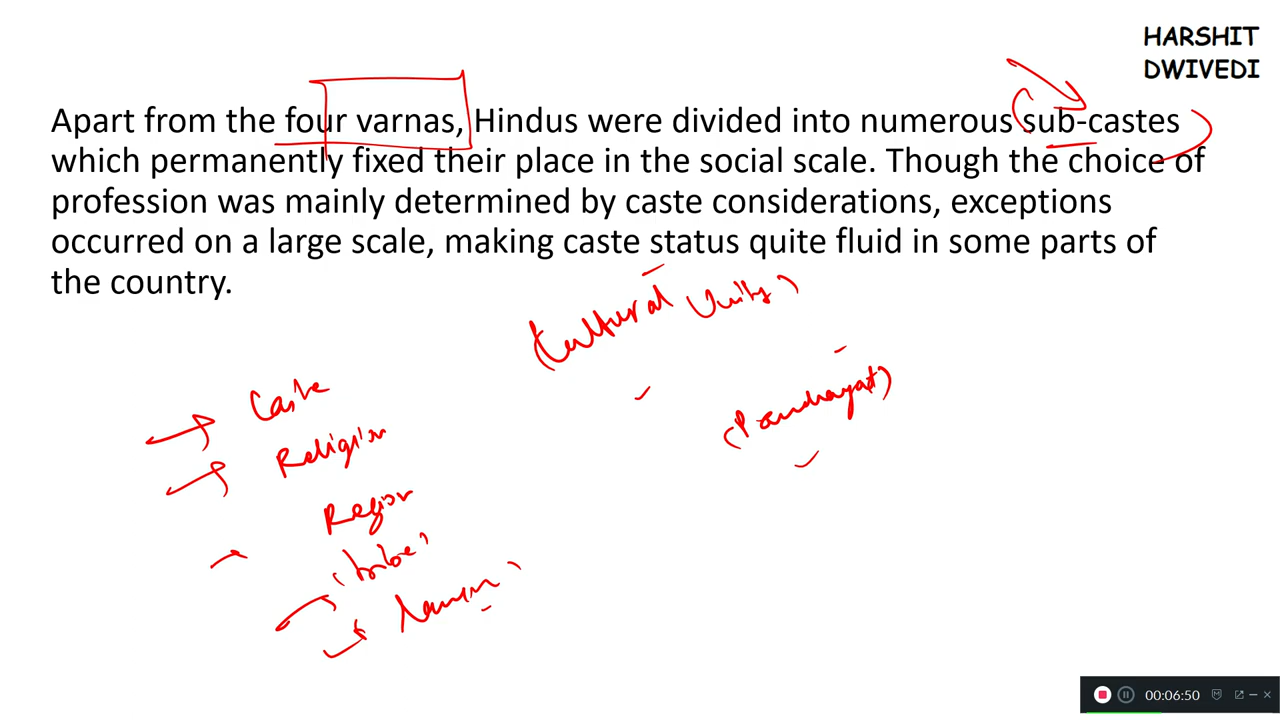 HARSHIT
DWIVEDI
Apart from the four varnas, Hindus were divided into numerous sub-castes
which permanently fixed their place in the social scale. Though the choice of
profession was mainly determined by caste considerations, exceptions
occurred on a large scale, making caste status quite fluid in some parts of
the country.
(Cultural Unity)
(Panchayat)
Caste
Religion
Region
'tribe'
00:06:50